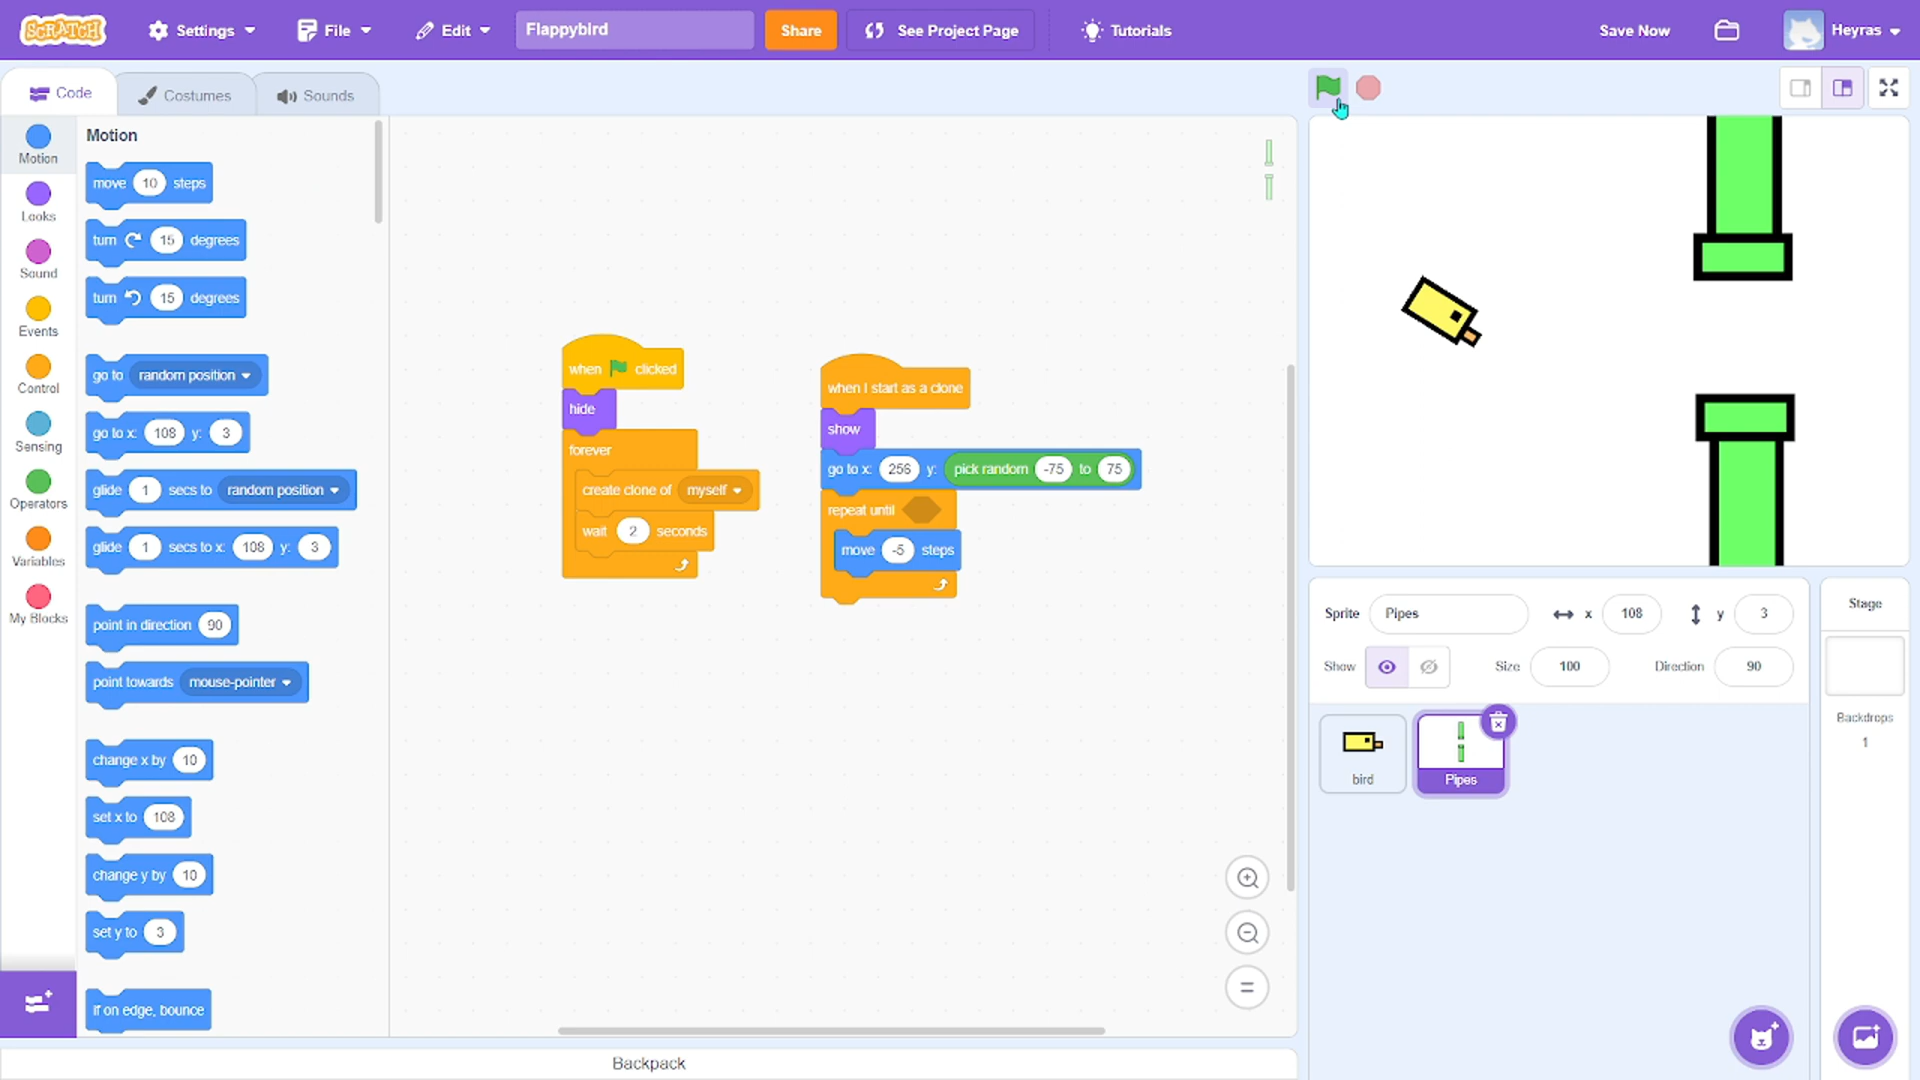 SCRATCH Settings File Edit Flappybird Share See Project Page Tutorials Save Now Heyras
Code Costumes Sounds
Motion
Looks
Sound
Events
Control
Sensing
Operators
Variables
My Blocks
Motion
move 10 steps
turn 15 degrees
turn 15 degrees
go to random position
go to x: 108 y: 3
glide 1 secs to random position
glide 1 secs to x: 108 y: 3
point in direction 90
point towards mouse-pointer
change x by 10
set x to 108
change y by 10
set y to 3
if on edge, bounce
when clicked
hide
forever
create clone of myself
wait 2 seconds
when I start as a clone
show
go to x: 256 y: pick random -75 to 75
repeat until
move -5 steps
Sprite Pipes x 108 y 3
Show Size 100 Direction 90
bird
Pipes
Stage
Backdrops
1
Backpack